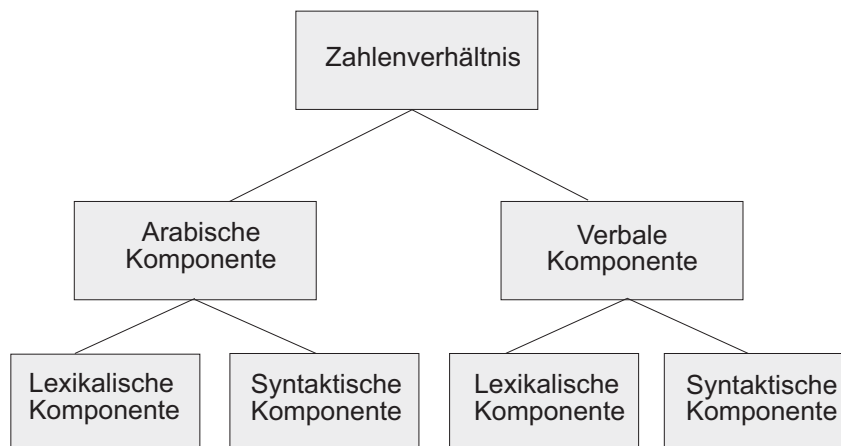 Zahlenverhältnis
Arabische
Komponente
Verbale
Komponente
Lexikalische
Komponente
Syntaktische
Komponente
Lexikalische
Komponente
Syntaktische
Komponente